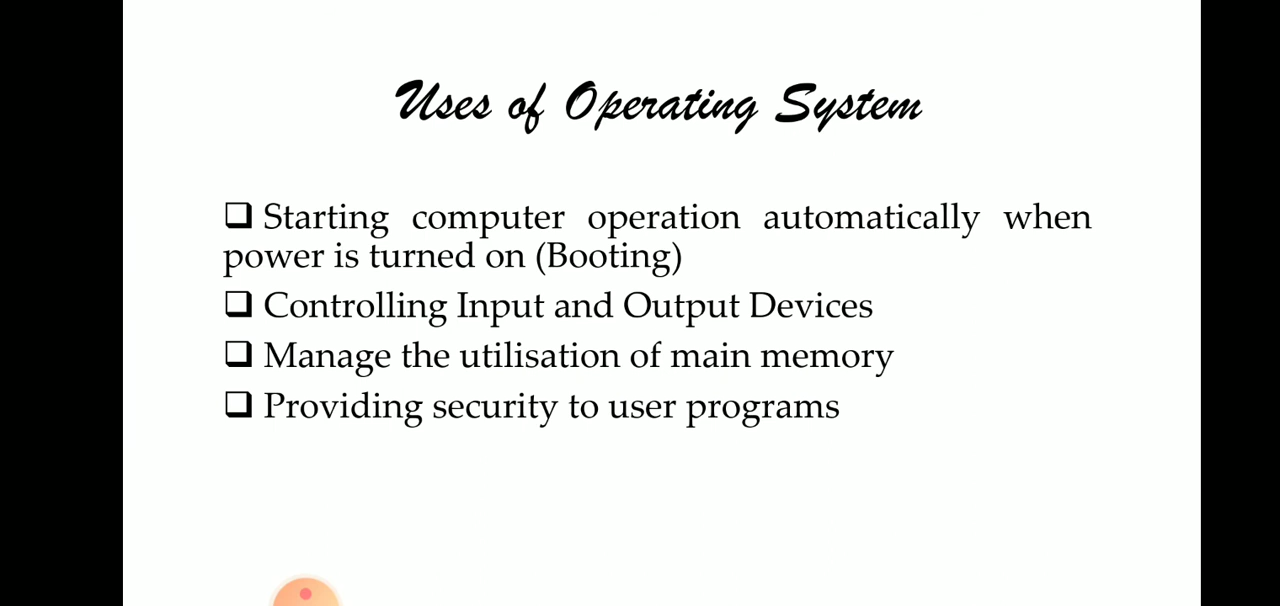 Uses of Operating System
❑ Starting computer operation automatically when
power is turned on (Booting)
❑ Controlling Input and Output Devices
❑ Manage the utilisation of main memory
❑ Providing security to user programs